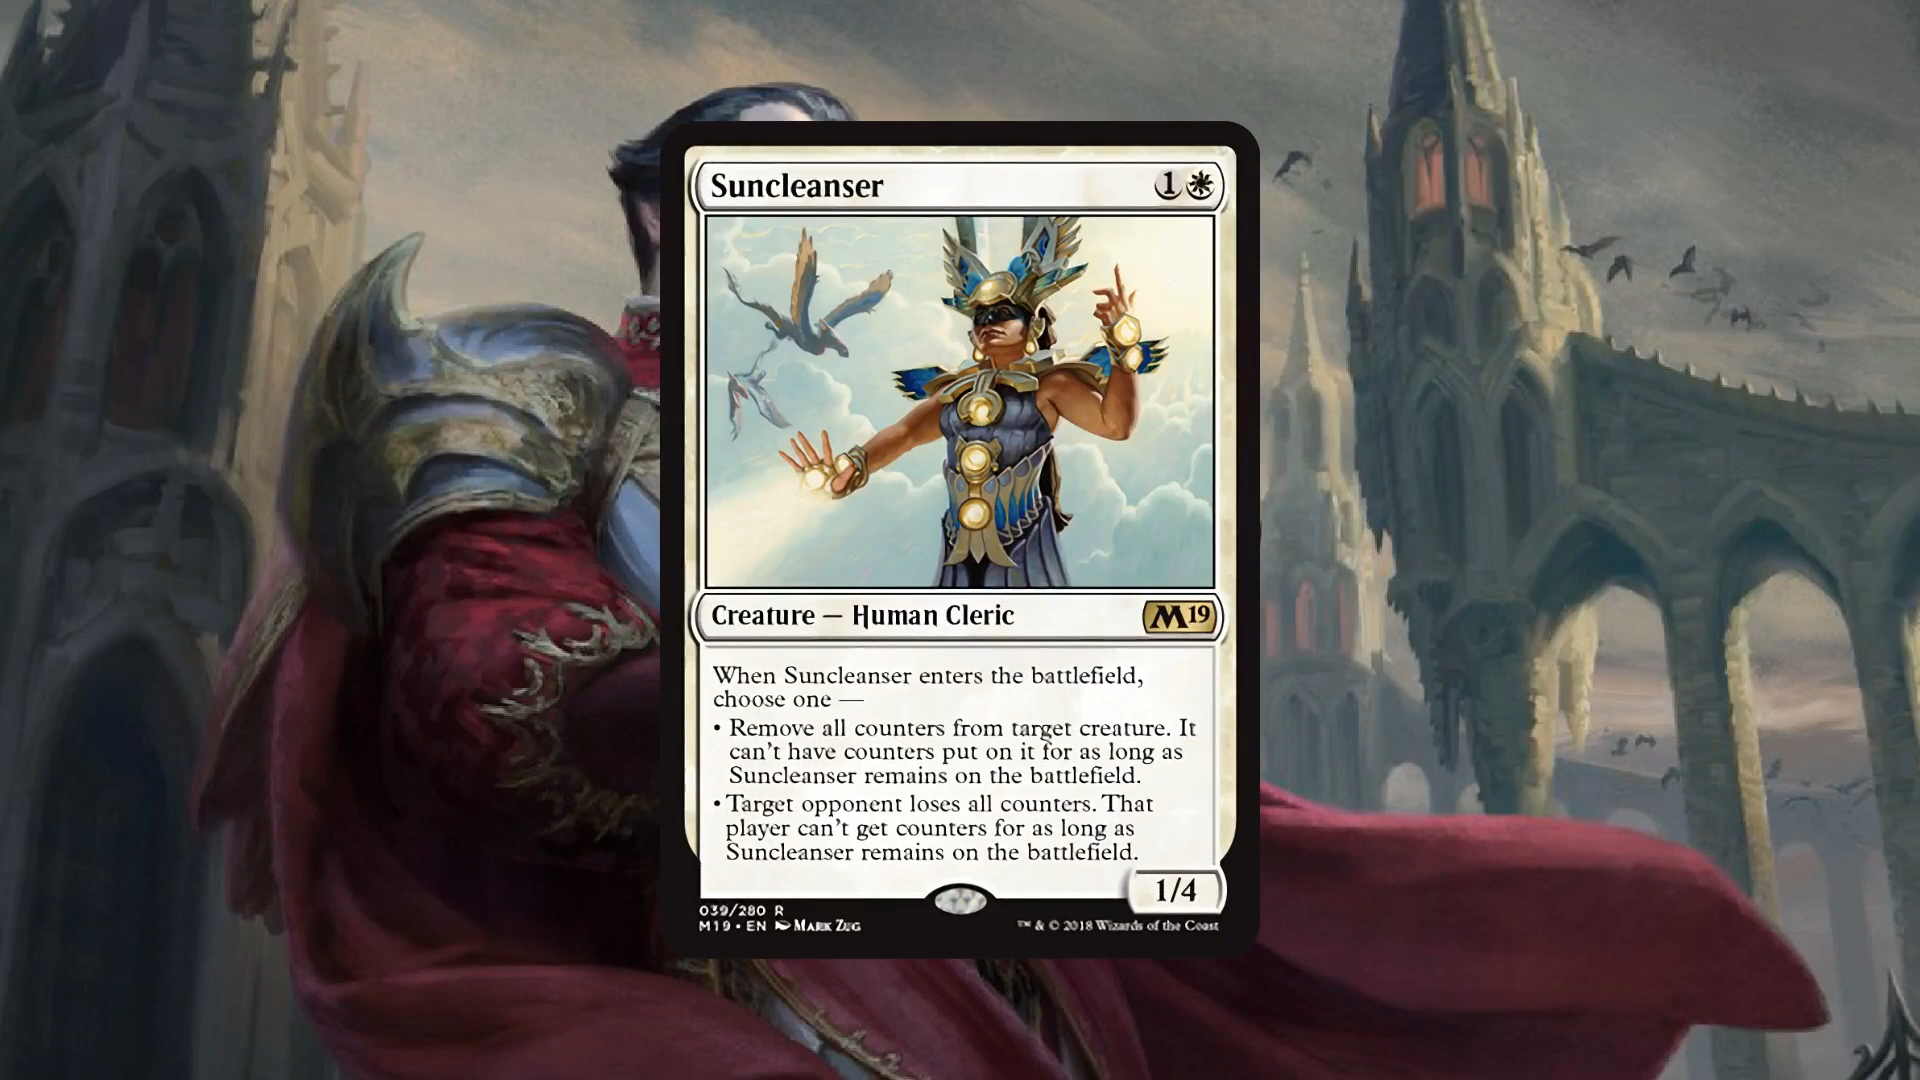 Suncleanser 1
Creature — Human Cleric M19
When Suncleanser enters the battlefield,
choose one —
• Remove all counters from target creature. It
can't have counters put on it for as long as
Suncleanser remains on the battlefield.
• Target opponent loses all counters. That
player can't get counters for as long as
Suncleanser remains on the battlefield.
1/4
039/280 R
M19 • EN Mark Zug
™ & © 2018 Wizards of the Coast